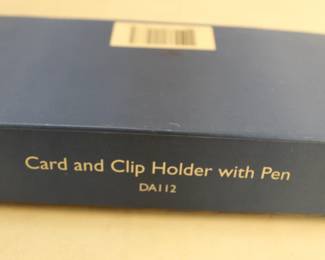 Card and Clip Holder with Pen
DA112